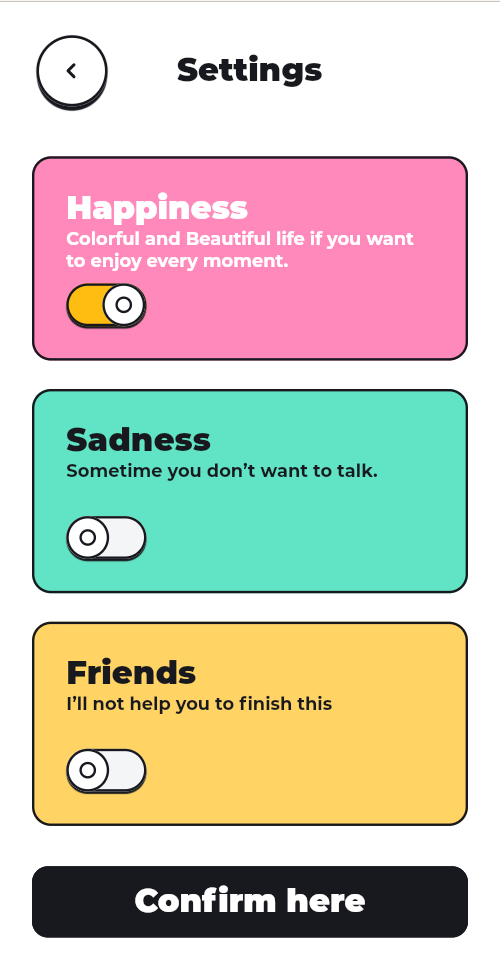 Settings
Happiness
Colorful and Beautiful life if you want
to enjoy every moment.
Sadness
Sometime you don’t want to talk.
Friends
I’ll not help you to finish this
Confirm here